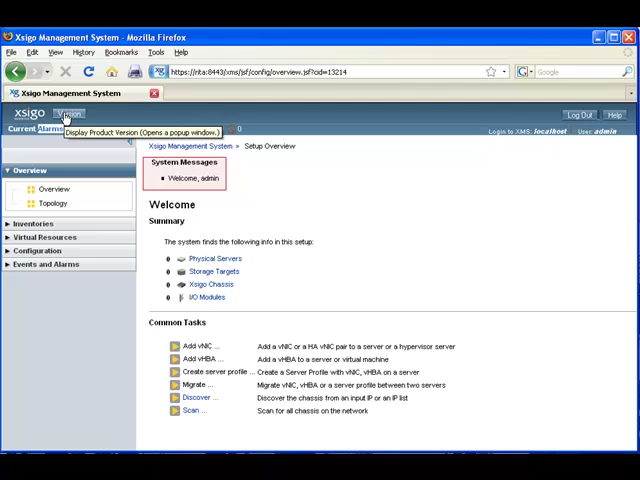 Xsigo Management System - Mozilla Firefox
File Edit View History Bookmarks Tools Help
https://rita:8443/xms/jsf/config/overview.jsf?cid=13214
Google
Xsigo Management System
xsigo Version Log Out Help
Display Product Version (Opens a popup window.)
Current Alarms 0 Login to XMS: localhost User: admin
Xsigo Management System > Setup Overview
System Messages
Welcome, admin
Overview
Overview
Topology
Inventories
Virtual Resources
Configuration
Events and Alarms
Welcome
Summary
The system finds the following info in this setup:
0 Physical Servers
0 Storage Targets
0 Xsigo Chassis
0 I/O Modules
Common Tasks
Add vNIC ... Add a vNIC or a HA vNIC pair to a server or a hypervisor server
Add vHBA ... Add a vHBA to a server or virtual machine
Create server profile ... Create a Server Profile with vNIC, vHBA on a server
Migrate ... Migrate vNIC, vHBA or a server profile between two servers
Discover ... Discover the chassis from an input IP or an IP list
Scan ... Scan for all chassis on the network